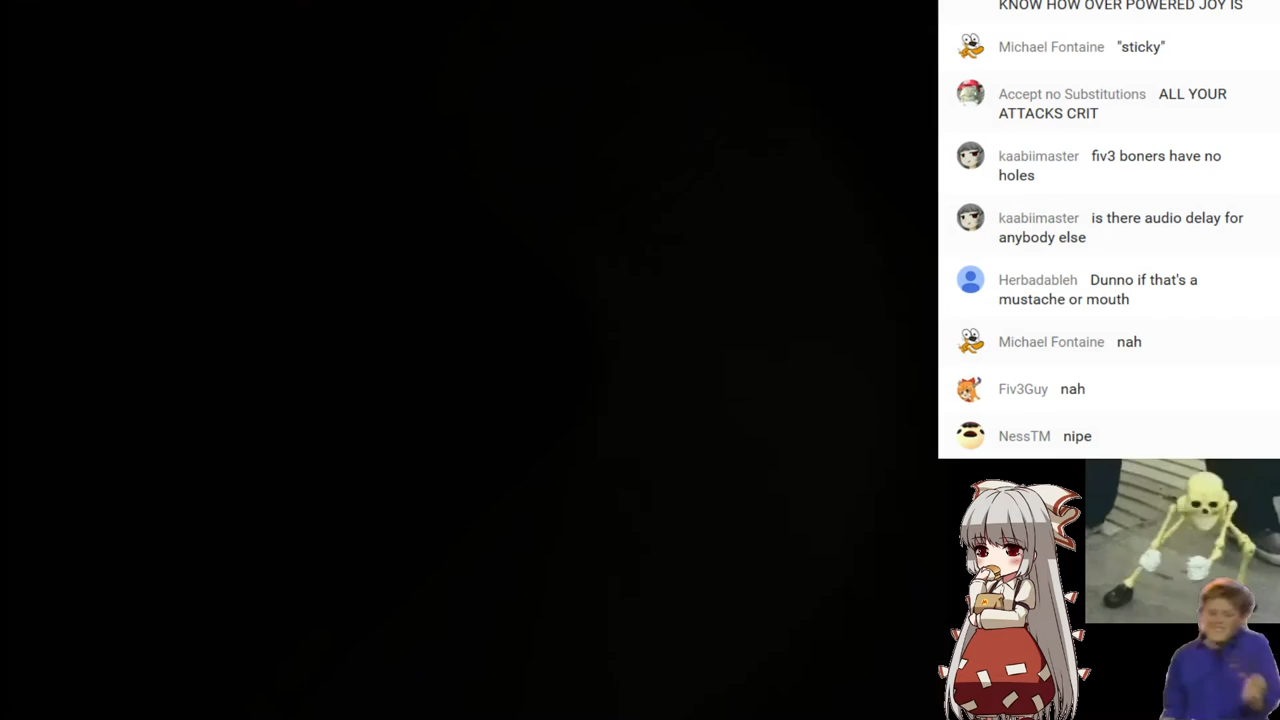 KNOW HOW OVER POWERED JOY IS
Michael Fontaine "sticky"
Accept no Substitutions ALL YOUR
ATTACKS CRIT
kaabiimaster fiv3 boners have no
holes
kaabiimaster is there audio delay for
anybody else
Herbadableh Dunno if that's a
mustache or mouth
Michael Fontaine nah
Fiv3Guy nah
NessTM nipe